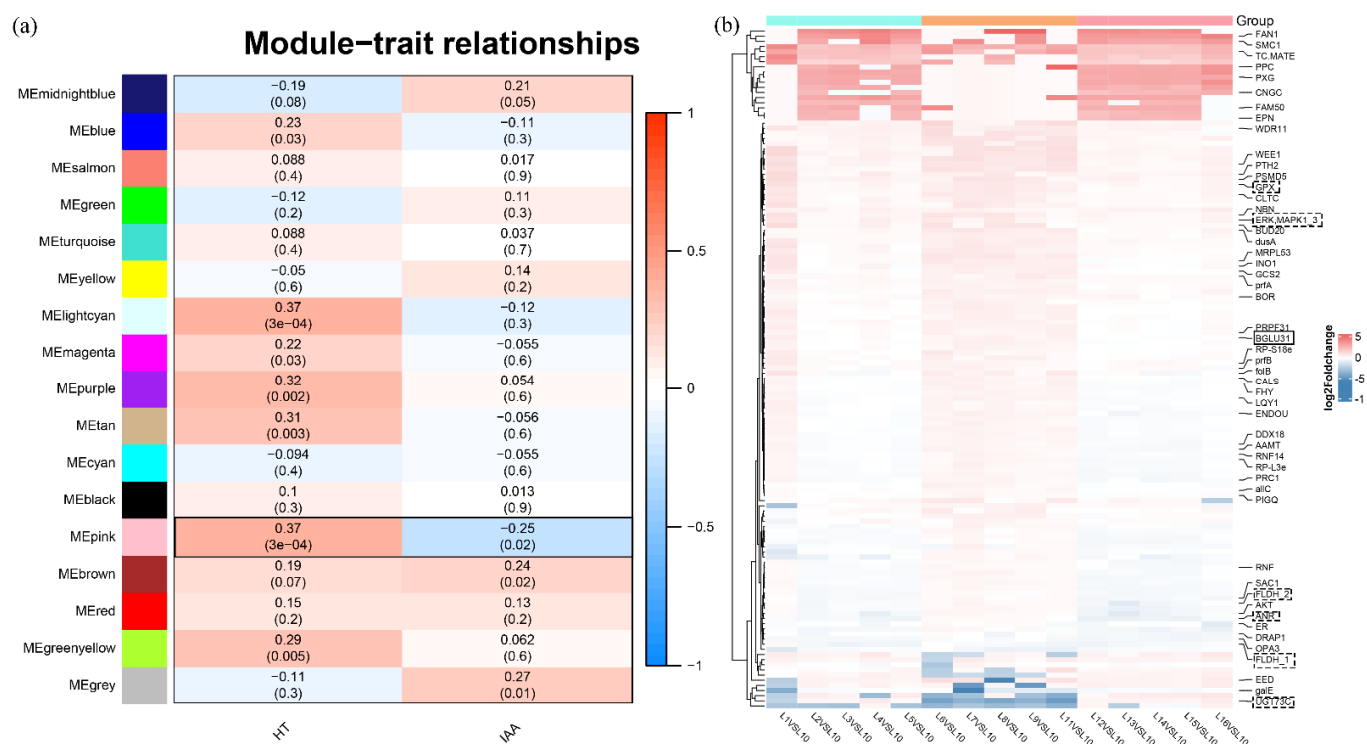 (a)
Module−trait relationships
MEmidnightblue
−0.19
(0.08)
0.21
(0.05)
MEblue
0.23
(0.03)
−0.11
(0.3)
MEsalmon
0.088
(0.4)
0.017
(0.9)
MEgreen
−0.12
(0.2)
0.11
(0.3)
MEturquoise
0.088
(0.4)
0.037
(0.7)
MEyellow
−0.05
(0.6)
0.14
(0.2)
MElightcyan
0.37
(3e−04)
−0.12
(0.3)
MEmagenta
0.22
(0.03)
−0.055
(0.6)
MEpurple
0.32
(0.002)
0.054
(0.6)
MEtan
0.31
(0.003)
−0.056
(0.6)
MEcyan
−0.094
(0.4)
−0.055
(0.6)
MEblack
0.1
(0.3)
0.013
(0.9)
MEpink
0.37
(3e−04)
−0.25
(0.02)
MEbrown
0.19
(0.07)
0.24
(0.02)
MEred
0.15
(0.2)
0.13
(0.2)
MEgreenyellow
0.29
(0.005)
0.062
(0.6)
MEgrey
−0.11
(0.3)
0.27
(0.01)
HT
IAA
1
0.5
0
−0.5
−1
(b)
Group
FAN1
SMC1
TC.MATE
PPC
PXG
CNGC
FAM50
EPN
WDR11
WEE1
PTH2
PSMD5
GPX
CLTC
NBN
ERK,MAPK1_3
BUD20
dusA
MRPL53
INO1
GCS2
prfA
BOR
PRPF31
BGLU31
RP-S18e
prfB
folB
CALS
FHY
LQY1
ENDOU
DDX18
AAMT
RNF14
RP-L3e
PRC1
allC
PIGQ
RNF
SAC1
FLDH_2
AKT
ANR
ER
DRAP1
OPA3
FLDH_1
EED
galE
UGT73C
L1VSL10
L2VSL10
L3VSL10
L4VSL10
L5VSL10
L6VSL10
L7VSL10
L8VSL10
L9VSL10
L11VSL10
L12VSL10
L13VSL10
L14VSL10
L15VSL10
L16VSL10
log2Foldchange
5
0
-5
-1